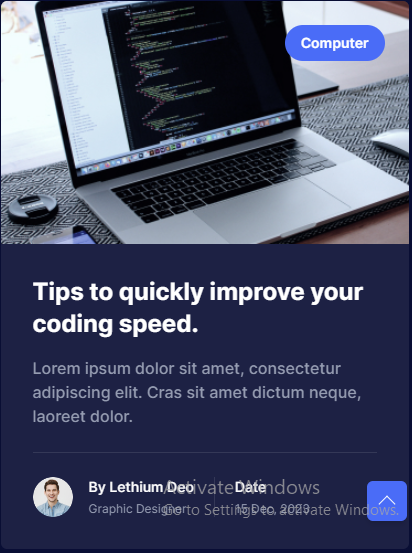 Computer
Tips to quickly improve your
coding speed.
Lorem ipsum dolor sit amet, consectetur
adipiscing elit. Cras sit amet dictum neque,
laoreet dolor.
By Lethium Deo
Date
Graphic Designer
15 Dec, 2023
Activate Windows
Go to Settings to activate Windows.